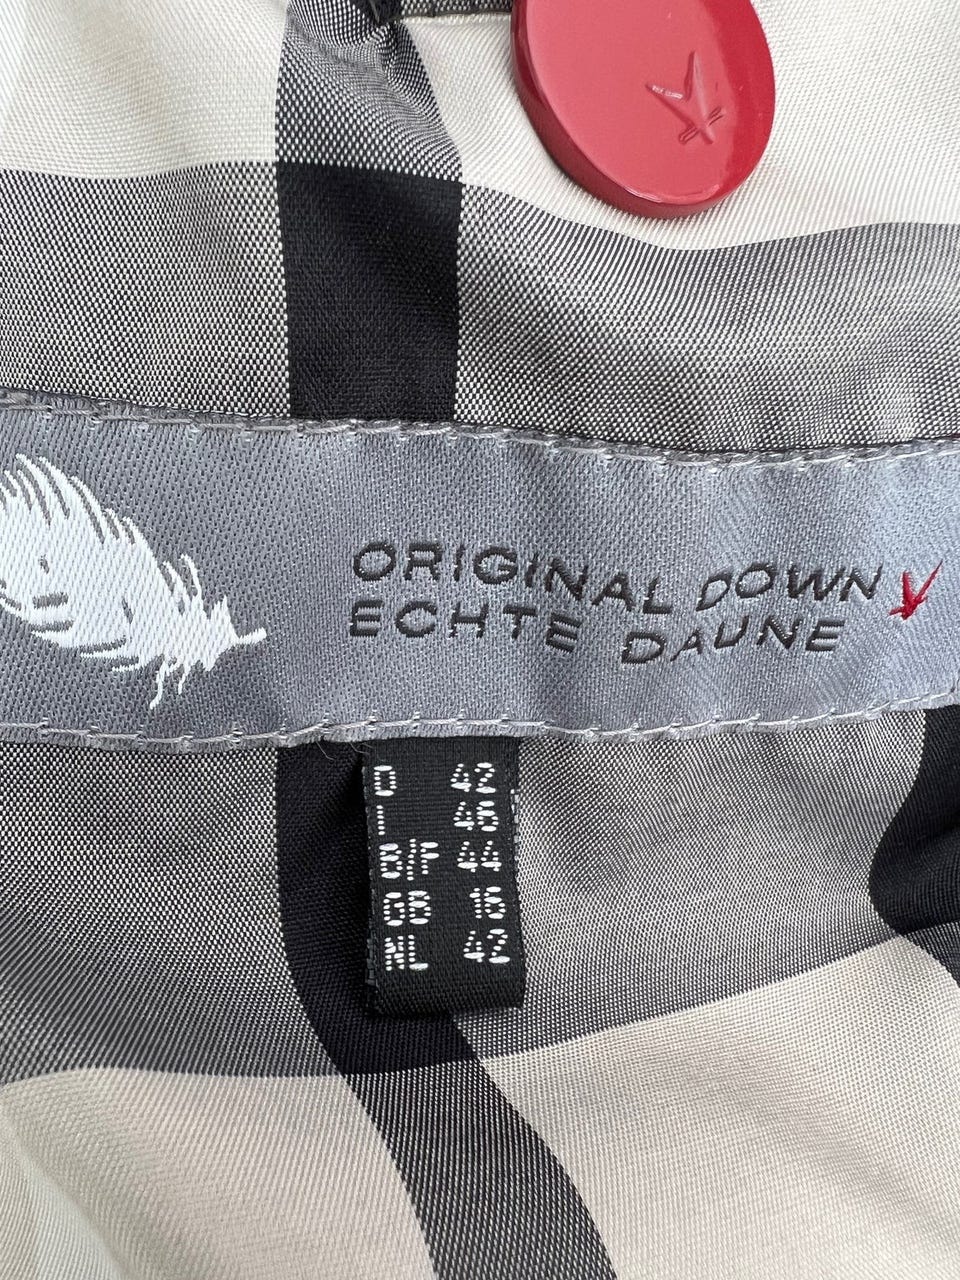 ORIGINAL DOWN
ECHTE DAUNE
D 42
I 46
B/F 44
GB 16
NL 42